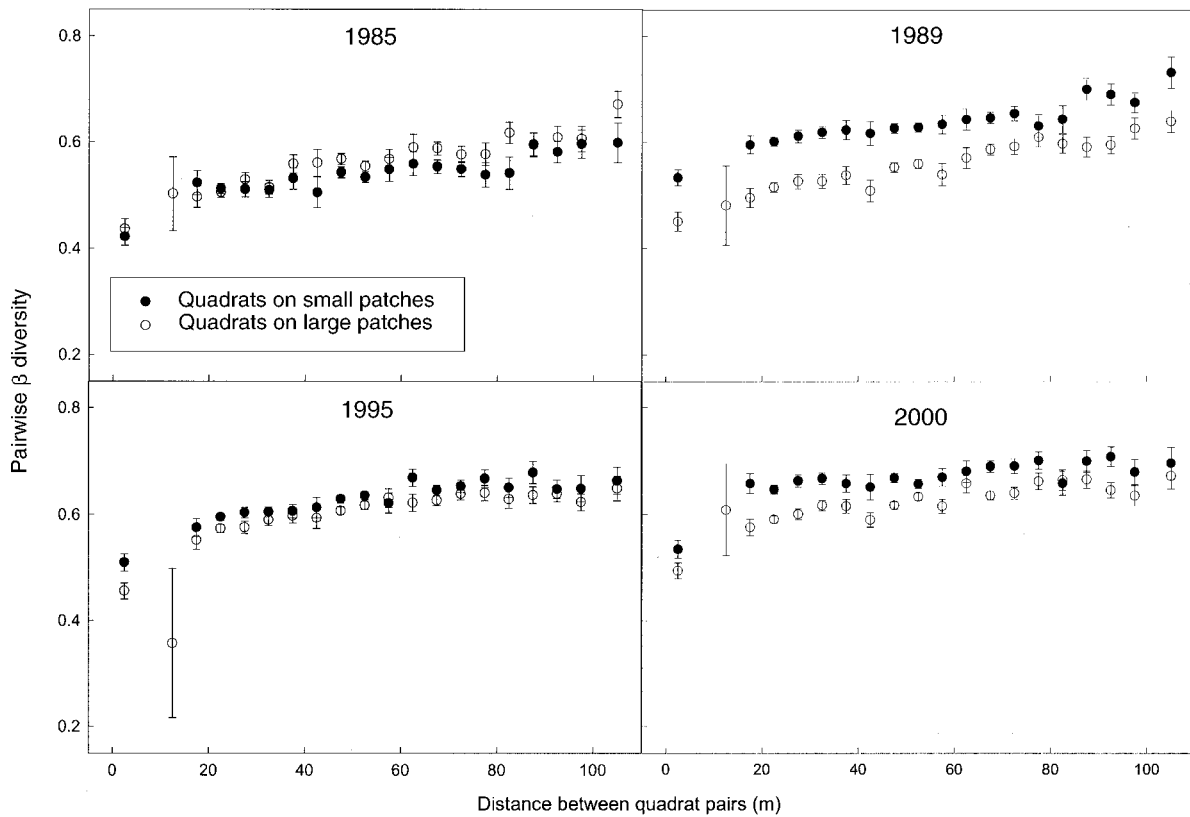 0.8
1985
1989
0.6
0.4
Quadrats on small patches
Quadrats on large patches
0.2
Pairwise β diversity
0.8
1995
2000
0.6
0.4
0.2
0 20 40 60 80 100 0 20 40 60 80 100
Distance between quadrat pairs (m)